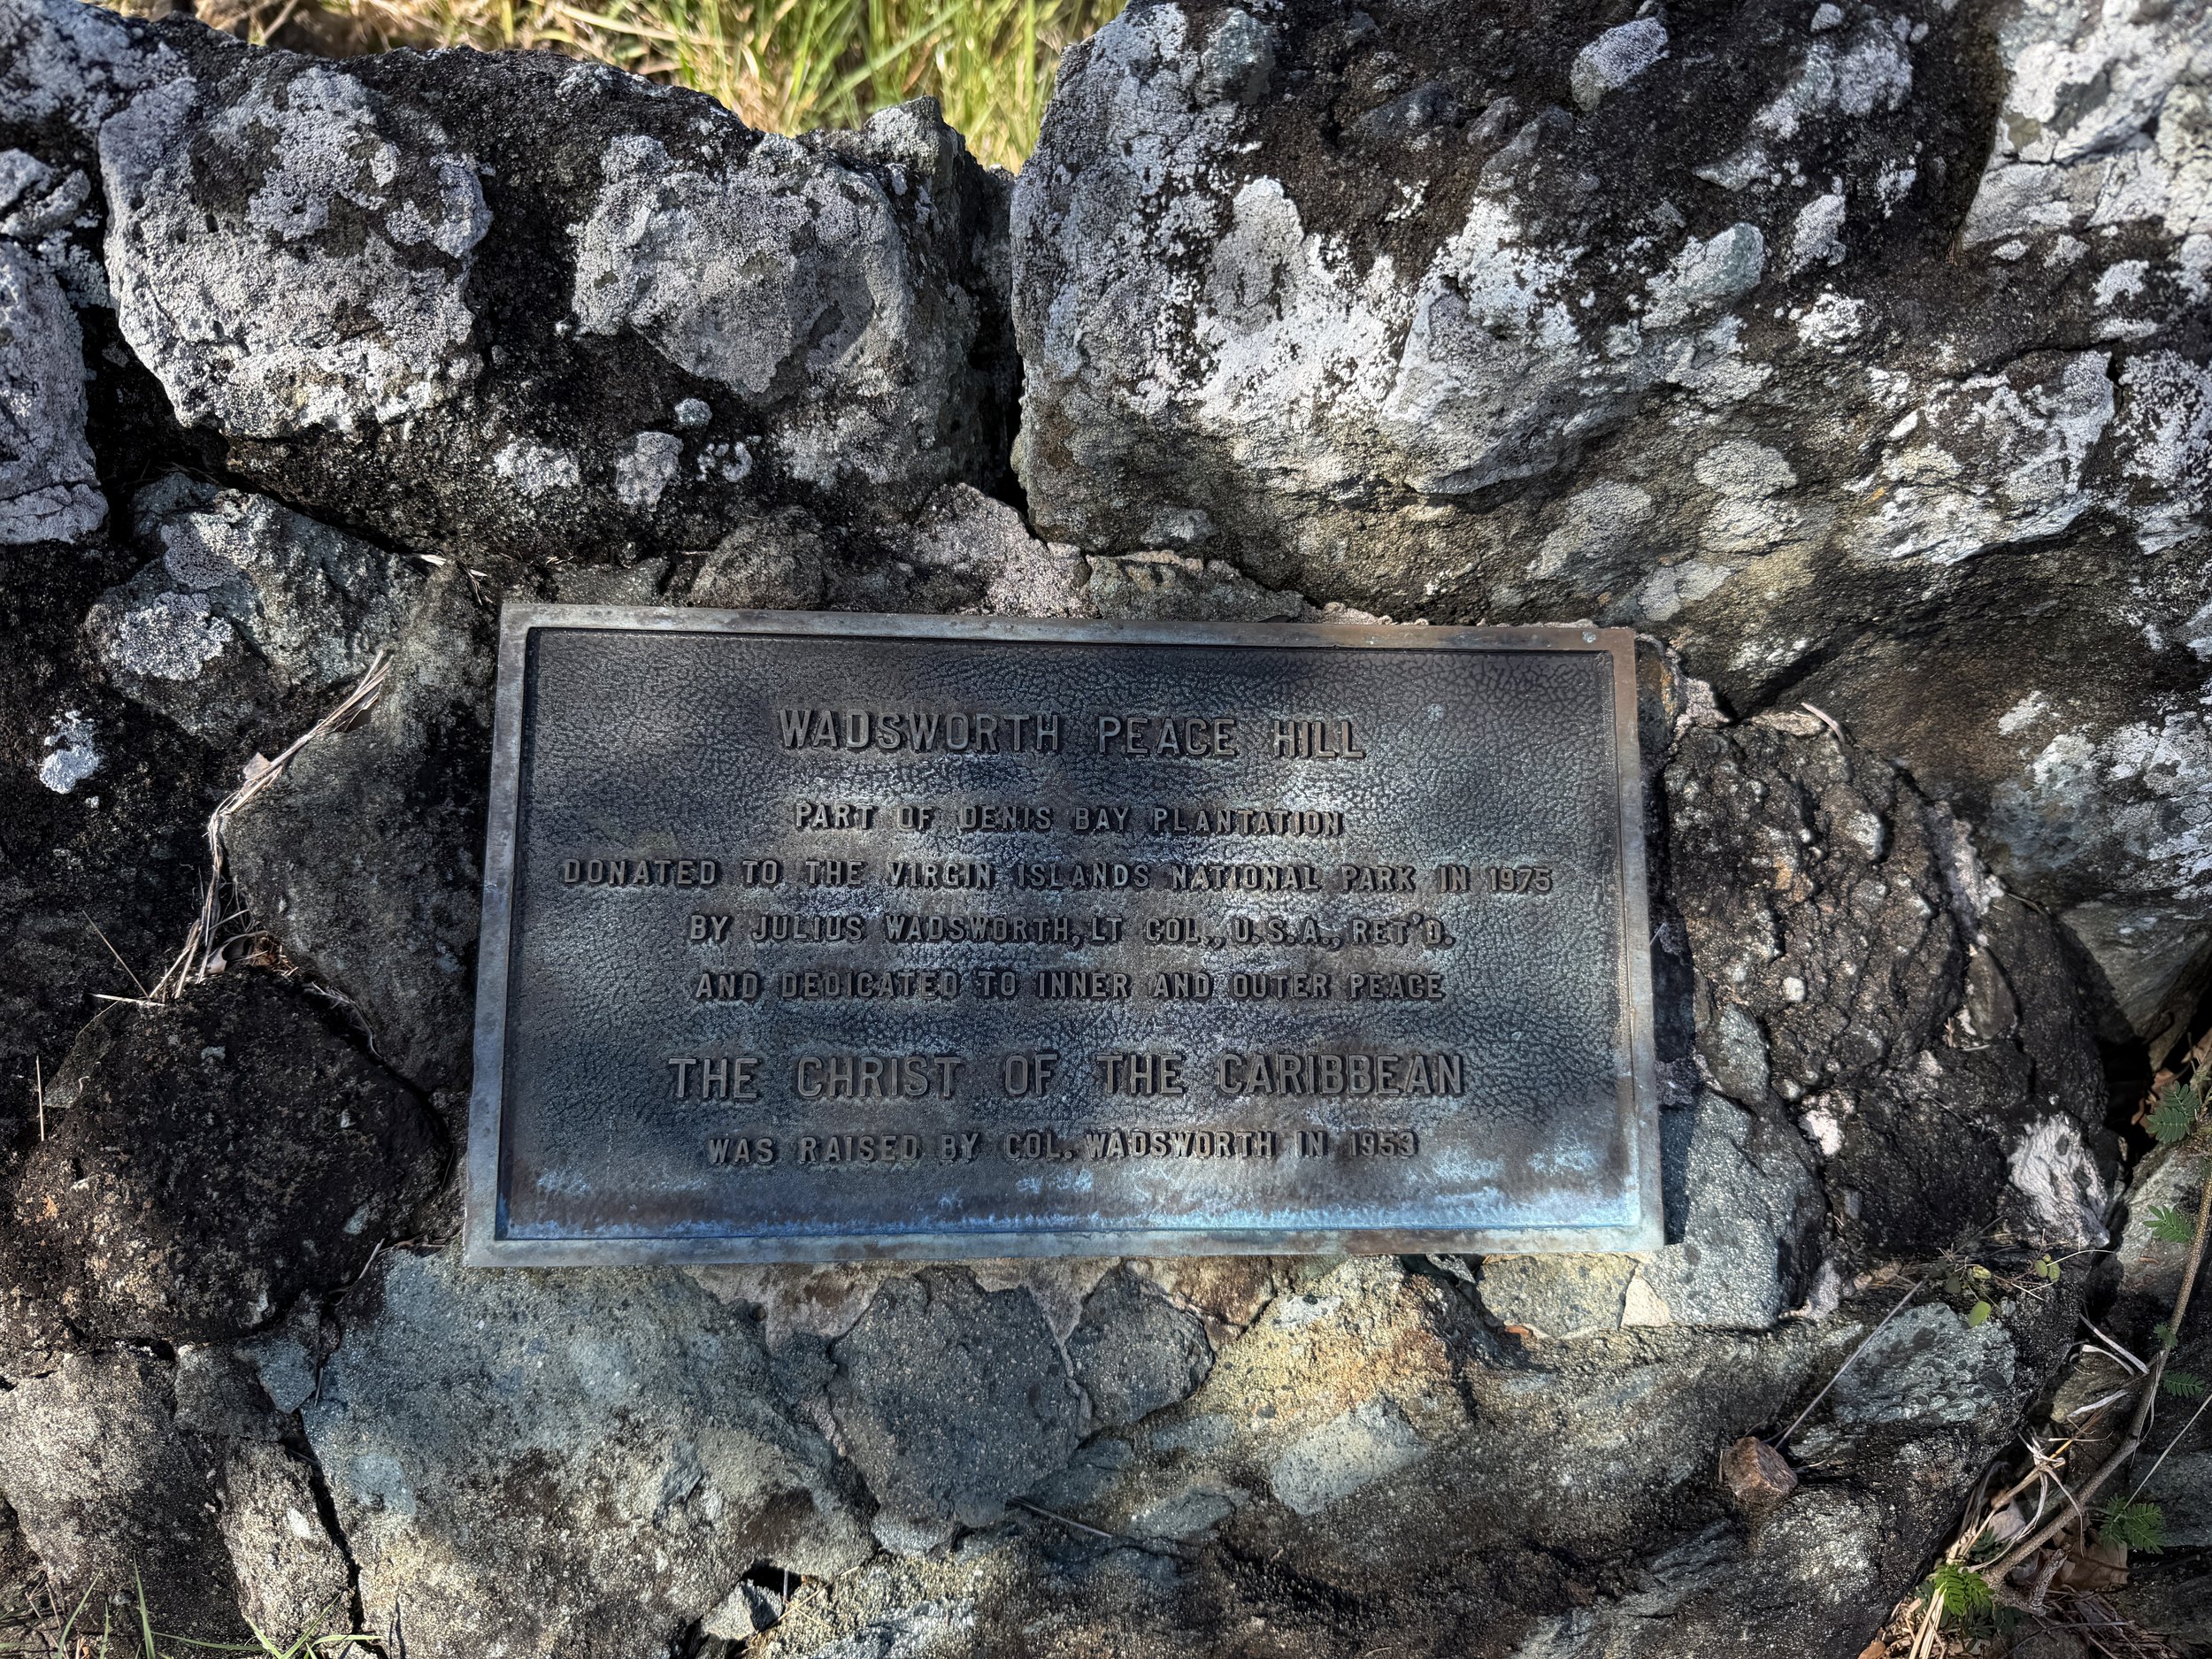 WADSWORTH PEACE HILL
PART OF DENIS BAY PLANTATION
DONATED TO THE VIRGIN ISLANDS NATIONAL PARK IN 1975
BY JULIUS WADSWORTH, LT COL., U.S.A., RET'D.
AND DEDICATED TO INNER AND OUTER PEACE
THE CHRIST OF THE CARIBBEAN
WAS RAISED BY COL. WADSWORTH IN 1953